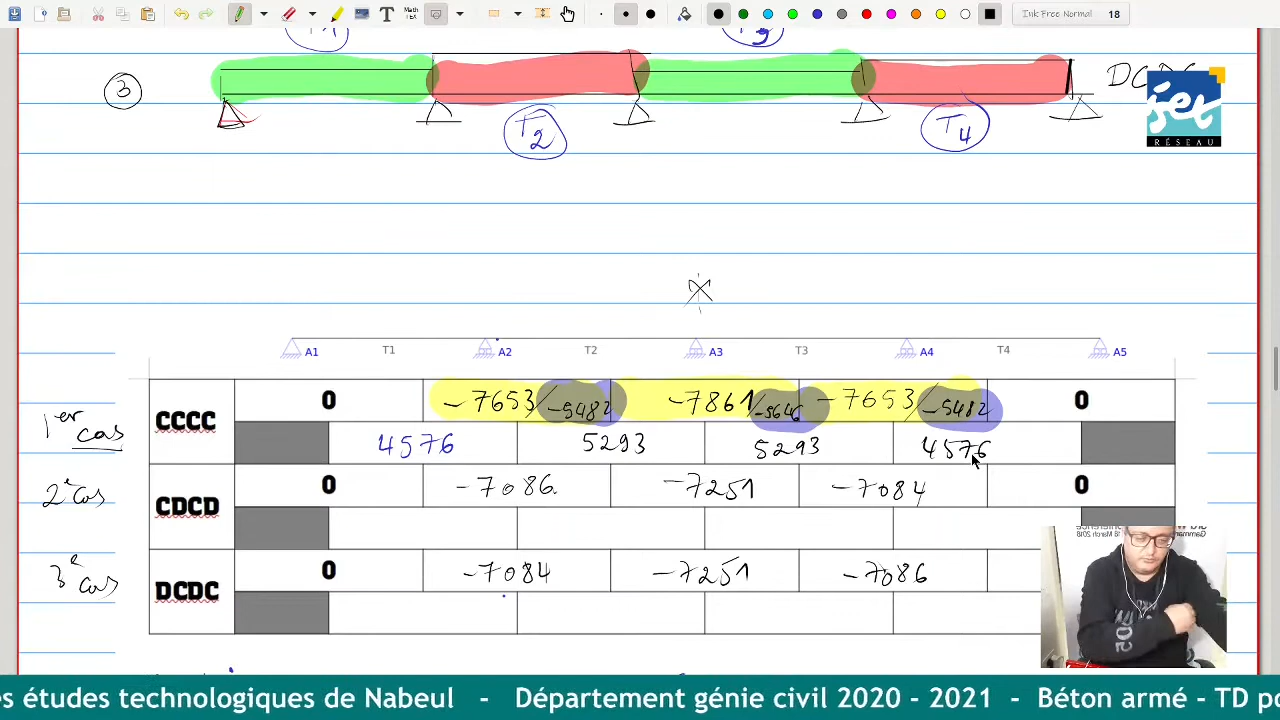 Ink Free Normal 18
3
DCDC
T2
T4
iset
RÉSEAU
A1 T1 A2 T2 A3 T3 A4 T4 A5
1er cas CCCC 0 -7653/-5482 -7861/-5646 -7653/-5482 0
4576 5293 5293 4576
2e cas CDCD 0 -7086 -7251 -7084 0
3e cas DCDC 0 -7084 -7251 -7086
es études technologiques de Nabeul - Département génie civil 2020 - 2021 - Béton armé - TD po